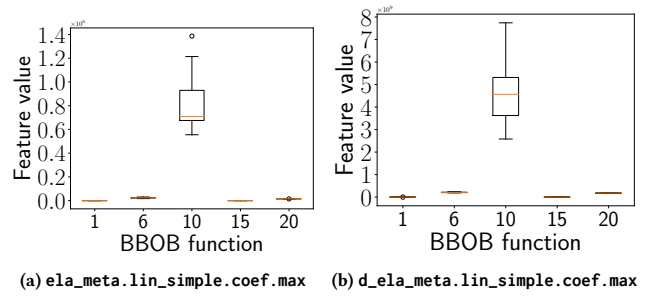 Feature value
1.4
1.2
1.0
0.8
0.6
0.4
0.2
0.0
1 6 10 15 20
BBOB function
(a) ela_meta.lin_simple.coef.max
Feature value
8
7
6
5
4
3
2
1
0
1 6 10 15 20
BBOB function
(b) d_ela_meta.lin_simple.coef.max